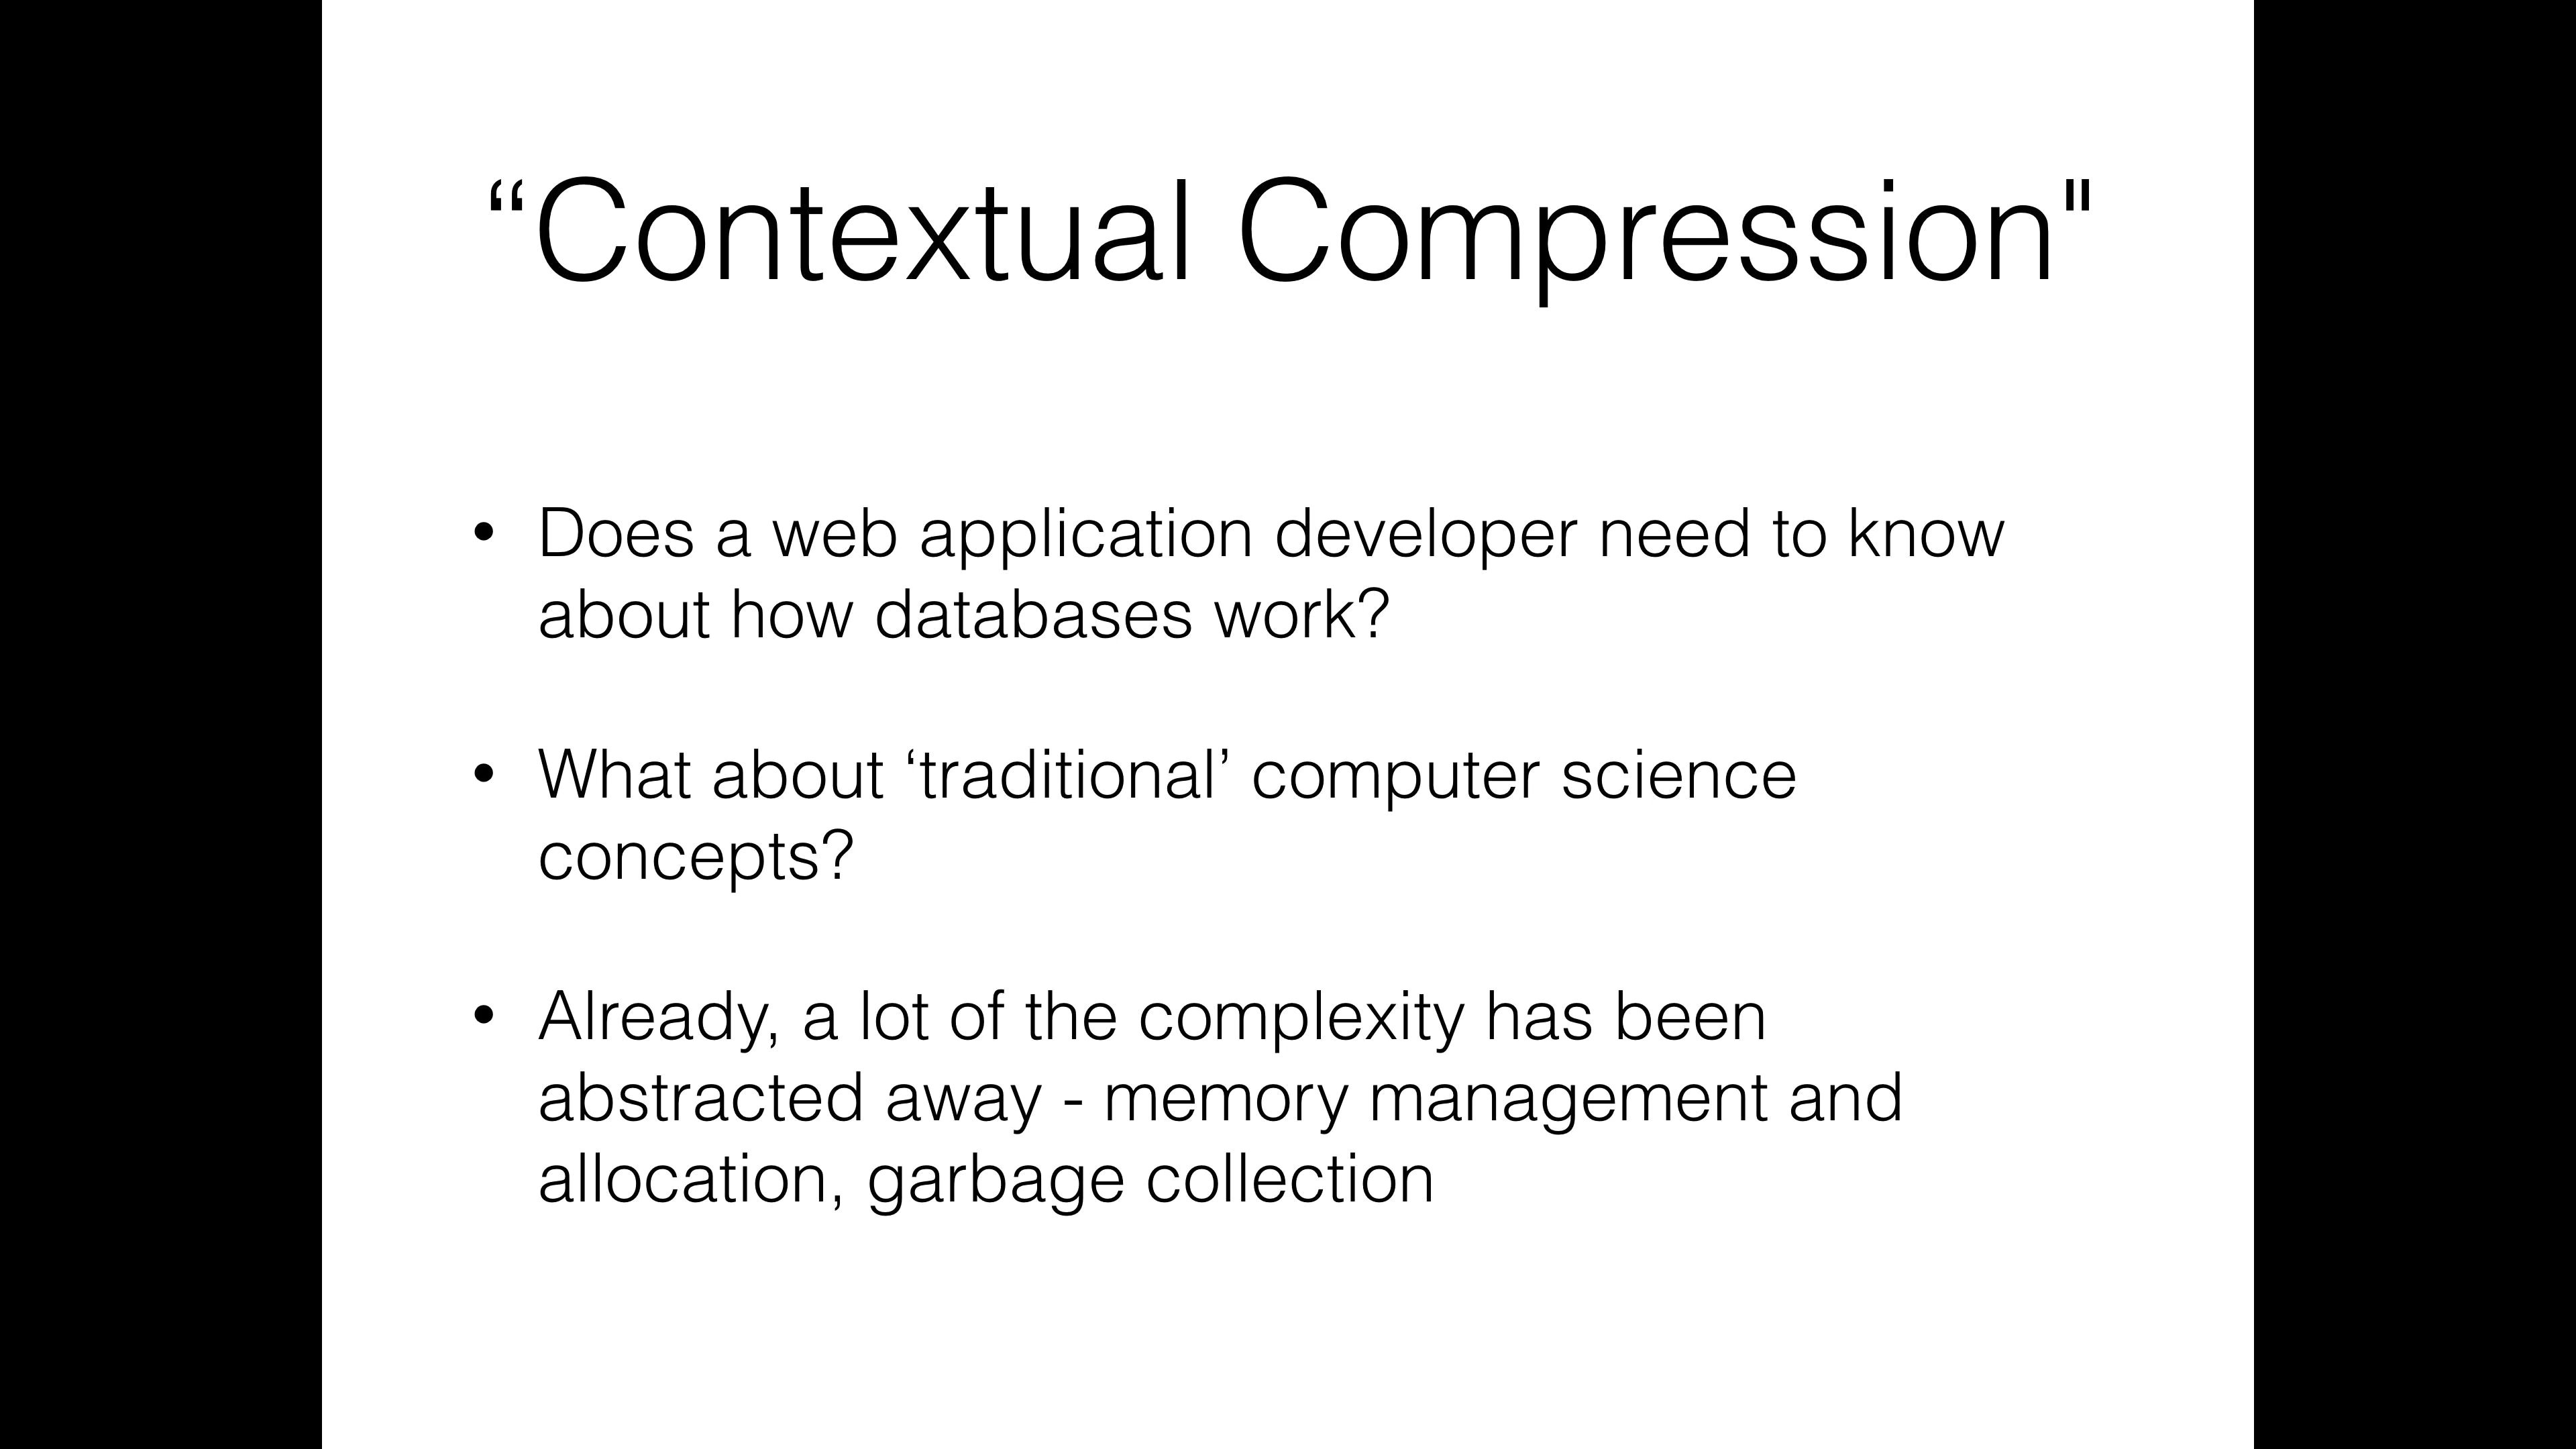 “Contextual Compression"
• Does a web application developer need to know
about how databases work?
• What about ‘traditional’ computer science
concepts?
• Already, a lot of the complexity has been
abstracted away - memory management and
allocation, garbage collection